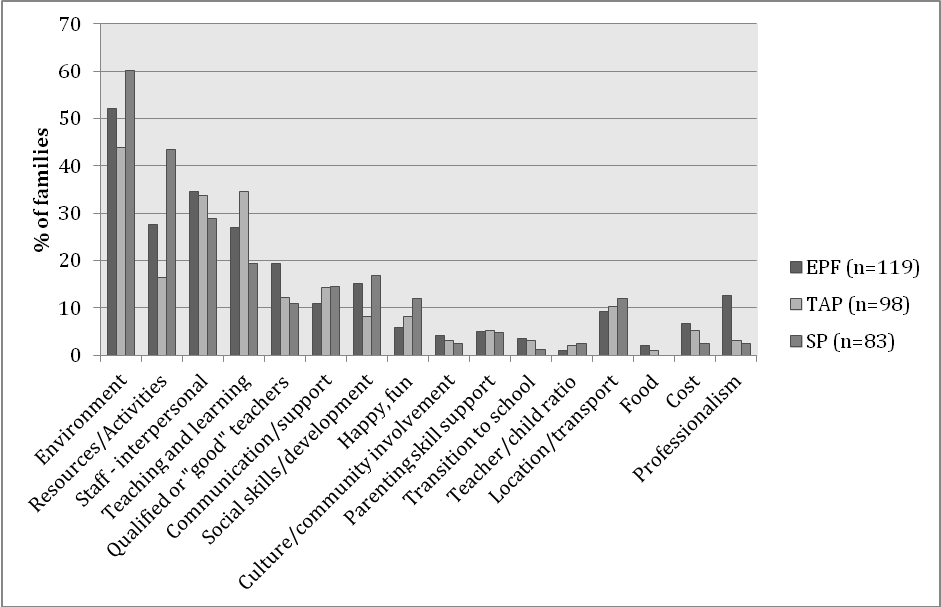 70
60
50
40
30
20
10
0
% of families
Environment
Resources/Activities
Staff - interpersonal
Teaching and learning
Qualified or "good" teachers
Communication/support
Social skills/development
Happy, fun
Culture/community involvement
Parenting skill support
Transition to school
Teacher/child ratio
Location/transport
Food
Cost
Professionalism
EPF (n=119)
TAP (n=98)
SP (n=83)